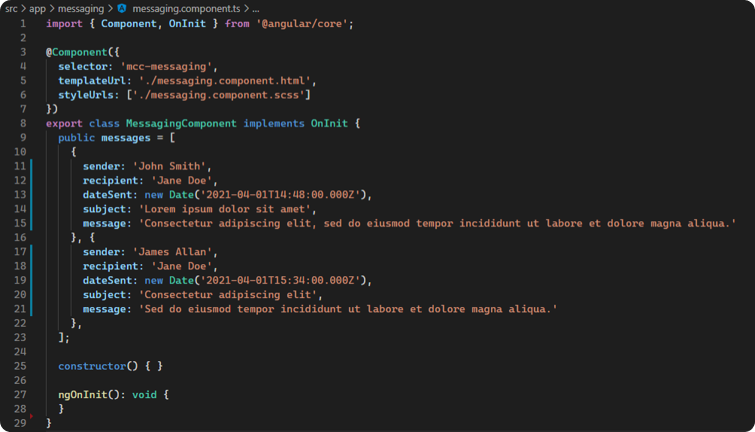 src > app > messaging > messaging.component.ts > ...
1 import { Component, OnInit } from '@angular/core';
2
3 @Component({
4   selector: 'mcc-messaging',
5   templateUrl: './messaging.component.html',
6   styleUrls: ['./messaging.component.scss']
7 })
8 export class MessagingComponent implements OnInit {
9   public messages = [
10     {
11       sender: 'John Smith',
12       recipient: 'Jane Doe',
13       dateSent: new Date('2021-04-01T14:48:00.000Z'),
14       subject: 'Lorem ipsum dolor sit amet',
15       message: 'Consectetur adipiscing elit, sed do eiusmod tempor incididunt ut labore et dolore magna aliqua.'
16     }, {
17       sender: 'James Allan',
18       recipient: 'Jane Doe',
19       dateSent: new Date('2021-04-01T15:34:00.000Z'),
20       subject: 'Consectetur adipiscing elit',
21       message: 'Sed do eiusmod tempor incididunt ut labore et dolore magna aliqua.'
22     },
23   ];
24
25   constructor() { }
26
27   ngOnInit(): void {
28   }
29 }